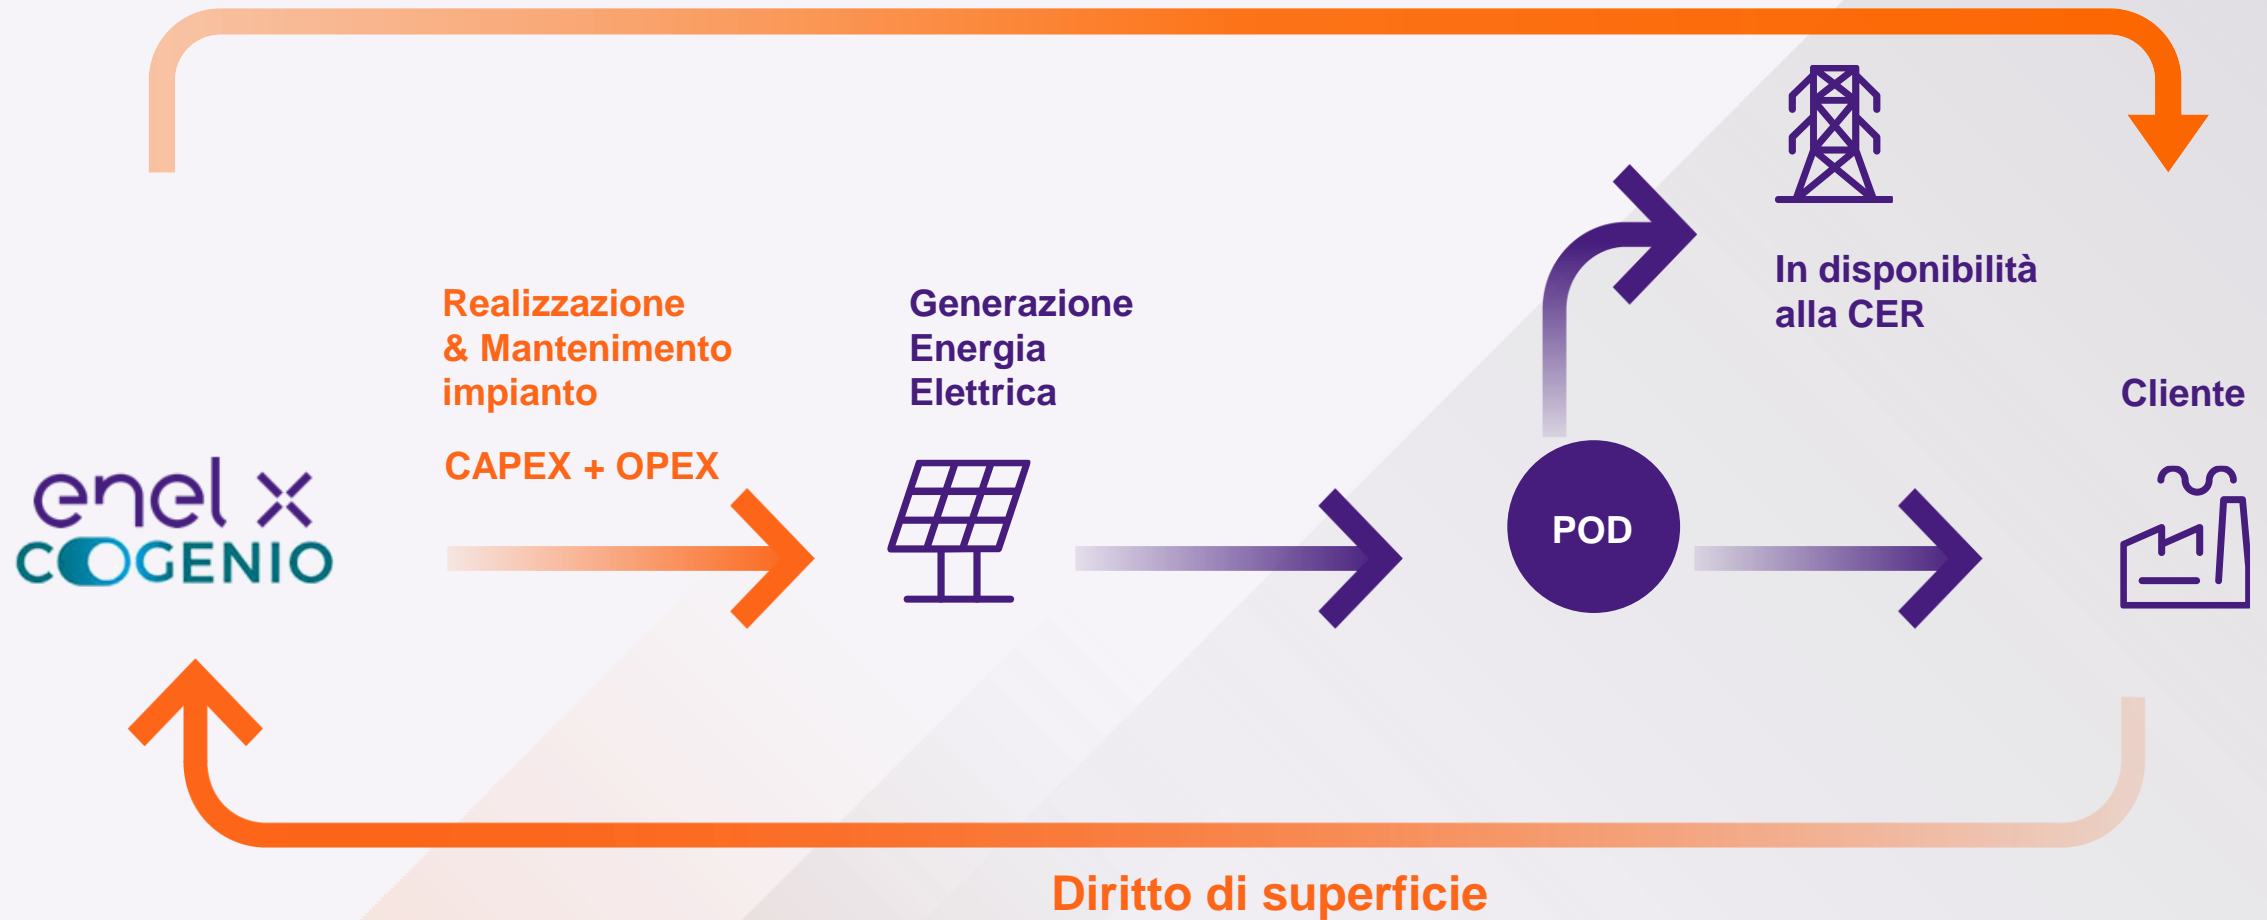 In disponibilità
alla CER
Realizzazione
& Mantenimento
impianto
CAPEX + OPEX
Generazione
Energia
Elettrica
Cliente
enel x
COGENIO
POD
Diritto di superficie